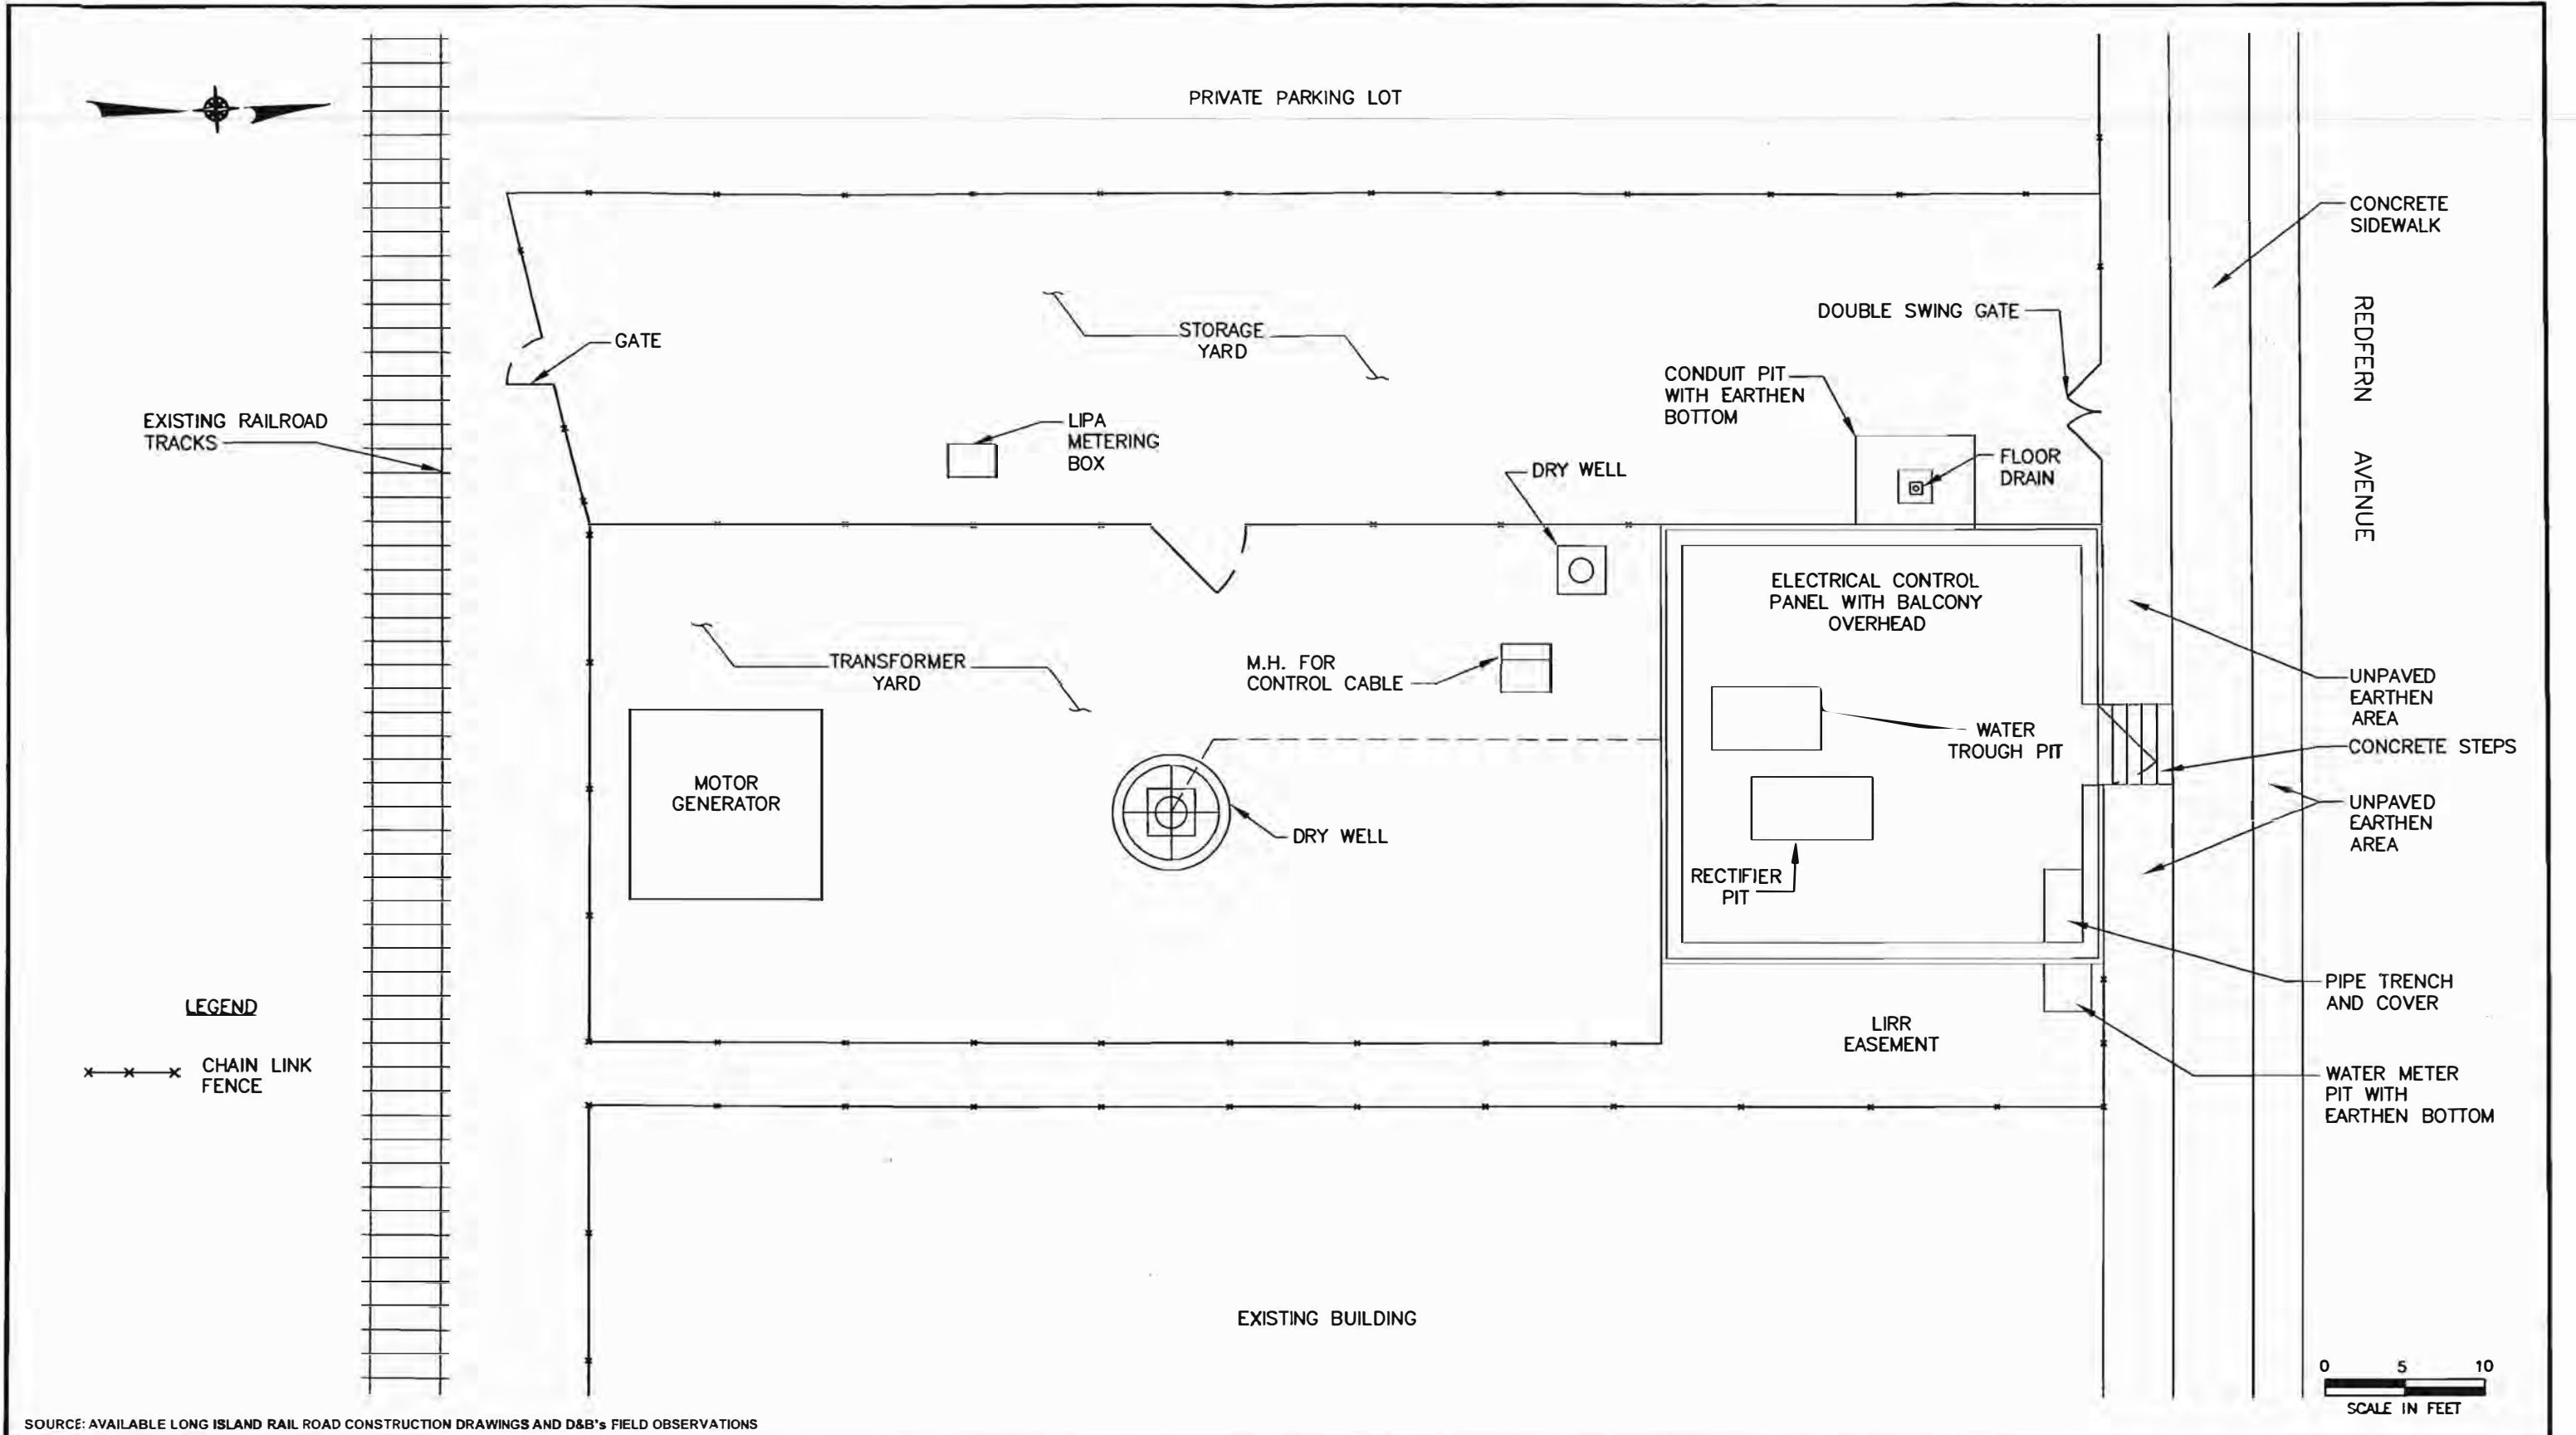 PRIVATE PARKING LOT
CONCRETE
SIDEWALK
REDFERN AVENUE
DOUBLE SWING GATE
GATE
STORAGE
YARD
CONDUIT PIT
WITH EARTHEN
BOTTOM
EXISTING RAILROAD
TRACKS
LIPA
METERING
BOX
DRY WELL
FLOOR
DRAIN
ELECTRICAL CONTROL
PANEL WITH BALCONY
OVERHEAD
TRANSFORMER
YARD
M.H. FOR
CONTROL CABLE
UNPAVED
EARTHEN
AREA
WATER
TROUGH PIT
CONCRETE STEPS
MOTOR
GENERATOR
DRY WELL
UNPAVED
EARTHEN
AREA
RECTIFIER
PIT
PIPE TRENCH
AND COVER
LEGEND
CHAIN LINK
FENCE
LIRR
EASEMENT
WATER METER
PIT WITH
EARTHEN BOTTOM
EXISTING BUILDING
0 5 10
SCALE IN FEET
SOURCE: AVAILABLE LONG ISLAND RAIL ROAD CONSTRUCTION DRAWINGS AND D&B's FIELD OBSERVATIONS